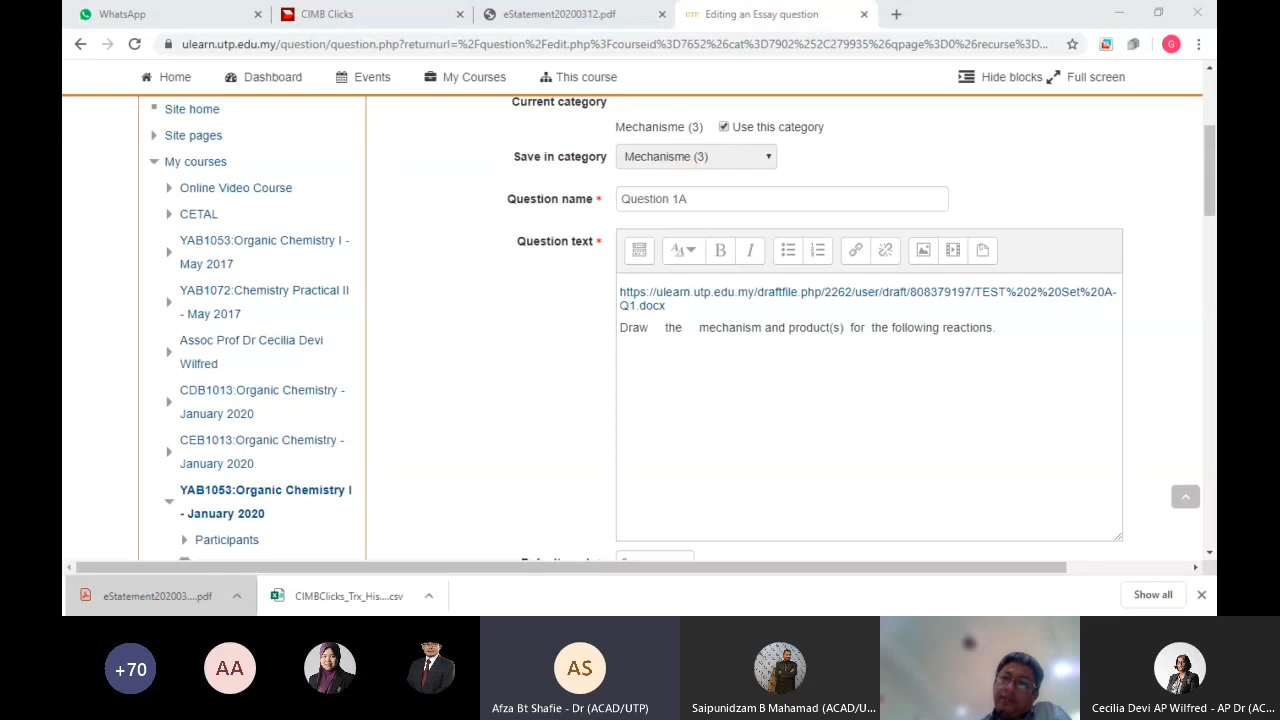 WhatsApp
CIMB Clicks
eStatement20200312.pdf
UTP Editing an Essay question
ulearn.utp.edu.my/question/question.php?returnurl=%2Fquestion%2Fedit.php%3Fcourseid%3D7652%26cat%3D7902%252C279935%26qpage%3D0%26recurse%3D...
G
Home
Dashboard
Events
My Courses
This course
Hide blocks
Full screen
Site home
Site pages
My courses
Online Video Course
CETAL
YAB1053:Organic Chemistry I -
May 2017
YAB1072:Chemistry Practical II
- May 2017
Assoc Prof Dr Cecilia Devi
Wilfred
CDB1013:Organic Chemistry -
January 2020
CEB1013:Organic Chemistry -
January 2020
YAB1053:Organic Chemistry I
- January 2020
Participants
Current category
Mechanisme (3) Use this category
Save in category Mechanisme (3)
Question name * Question 1A
Question text *
B I
https://ulearn.utp.edu.my/draftfile.php/2262/user/draft/808379197/TEST%202%20Set%20A-
Q1.docx
Draw the mechanism and product(s) for the following reactions.
eStatement202003....pdf
CIMBClicks_Trx_His....csv
Show all
+70
AA
AS
Afza Bt Shafie - Dr (ACAD/UTP)
Saipunidzam B Mahamad (ACAD/U...
Cecilia Devi AP Wilfred - AP Dr (AC...